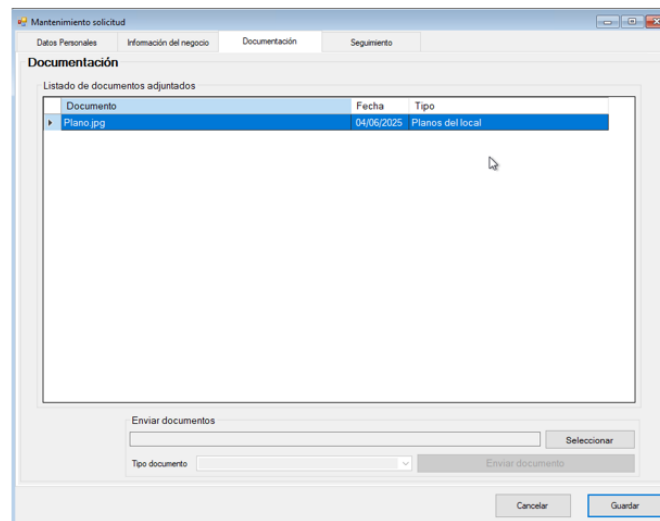 Mantenimiento solicitud
Datos Personales Información del negocio Documentación Seguimiento
Documentación
Listado de documentos adjuntados
Documento Fecha Tipo
Plano.jpg 04/06/2025 Planos del local
Enviar documentos
Seleccionar
Tipo documento Enviar documento
Cancelar Guardar